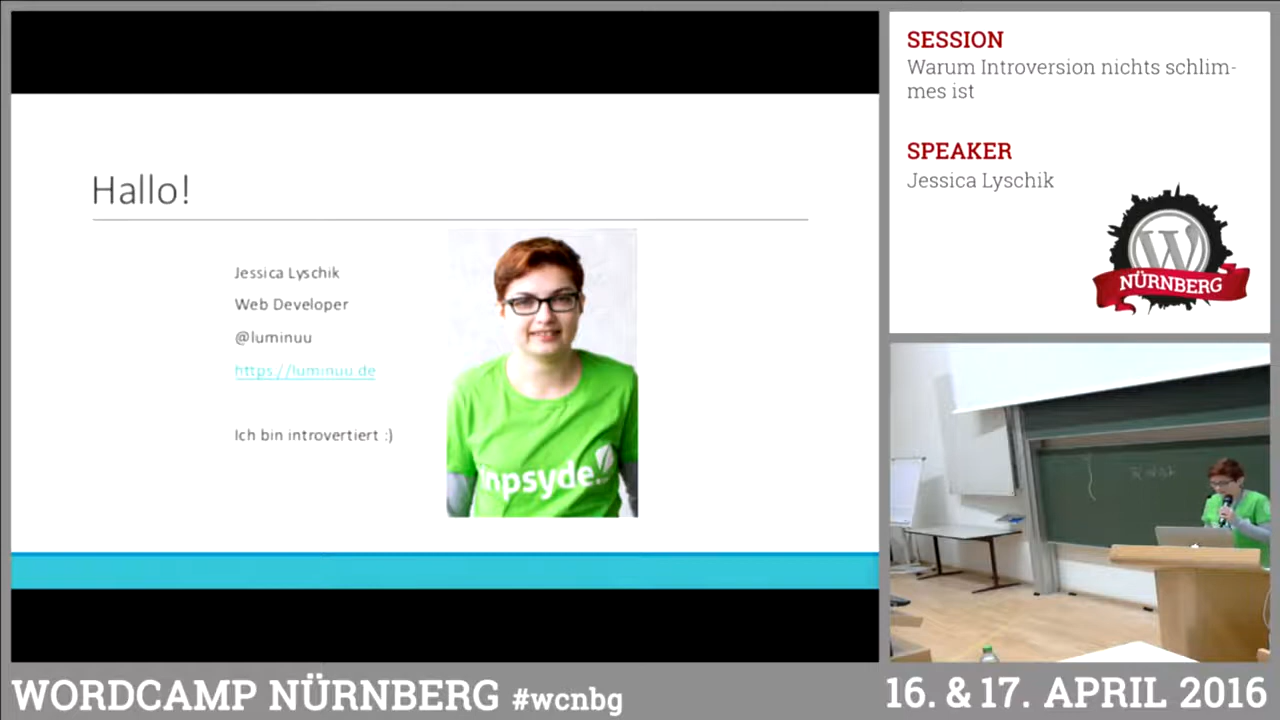 Hallo!
Jessica Lyschik
Web Developer
@luminuu
https://luminuu.de
Ich bin introvertiert :)
inpsyde
SESSION
Warum Introversion nichts schlim-
mes ist
SPEAKER
Jessica Lyschik
NÜRNBERG
WORDCAMP NÜRNBERG #wcnbg
16. & 17. APRIL 2016